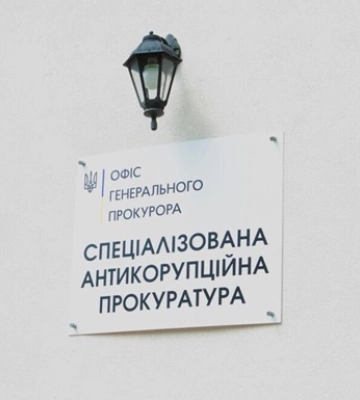 ОФІС
ГЕНЕРАЛЬНОГО
ПРОКУРОРА
СПЕЦІАЛІЗОВАНА
АНТИКОРУПЦІЙНА
ПРОКУРАТУРА